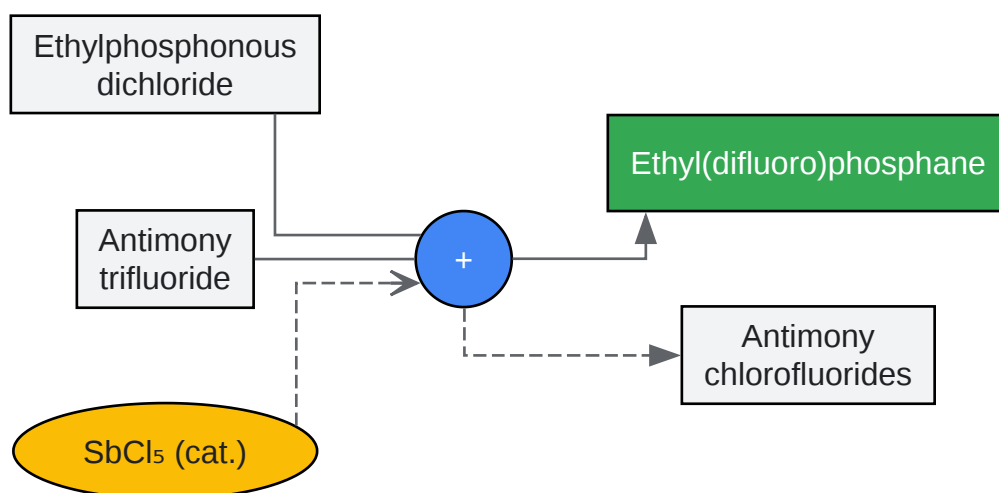 Ethylphosphonous
dichloride
Ethyl(difluoro)phosphane
Antimony
trifluoride
+
Antimony
chlorofluorides
SbCl₅ (cat.)